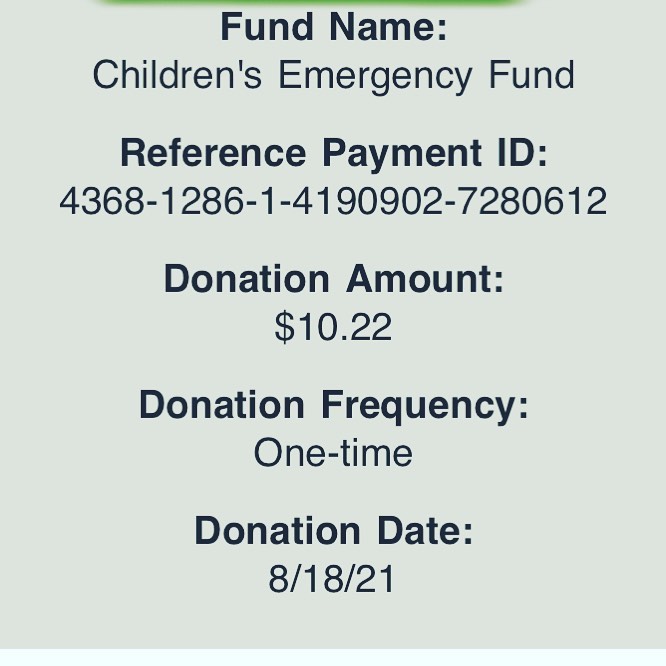 Fund Name:
Children's Emergency Fund
Reference Payment ID:
4368-1286-1-4190902-7280612
Donation Amount:
$10.22
Donation Frequency:
One-time
Donation Date:
8/18/21